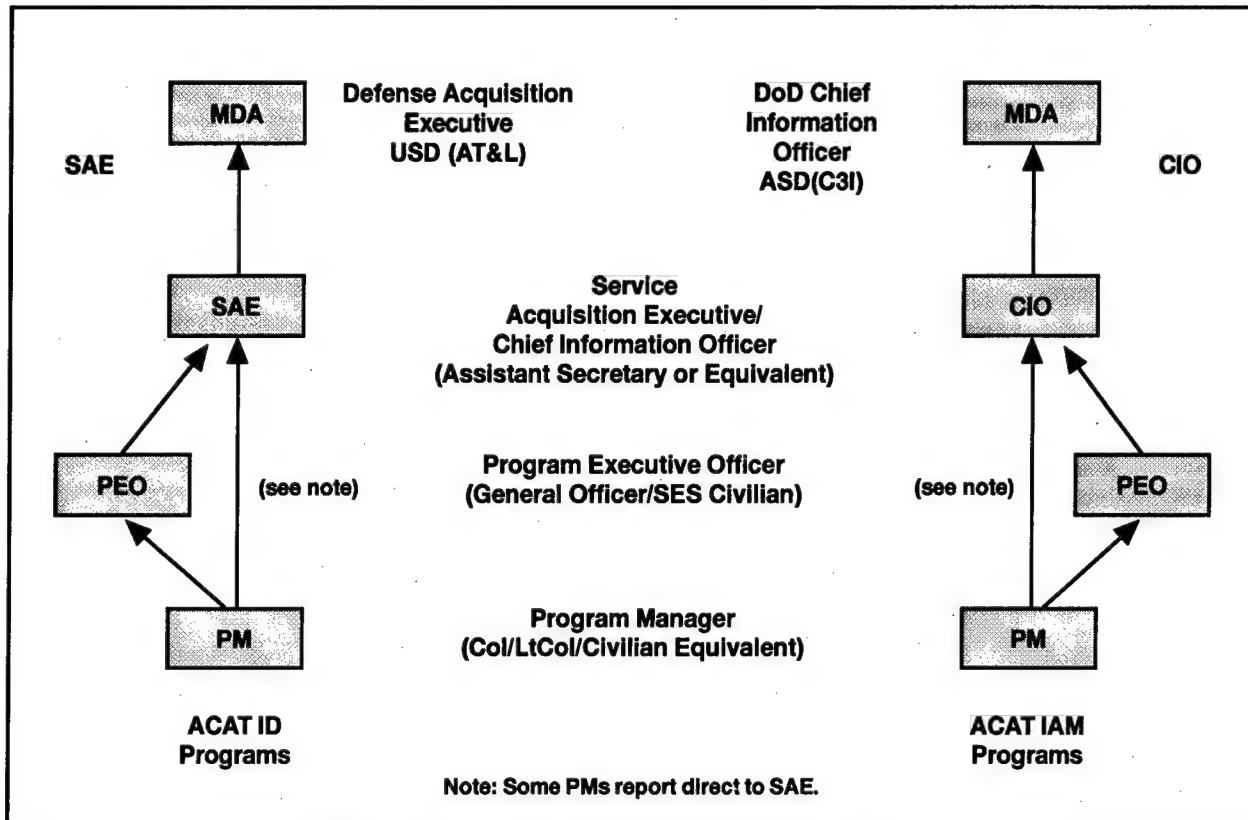 MDA
Defense Acquisition
Executive
USD (AT&L)
DoD Chief
Information
Officer
ASD(C3I)
MDA
SAE
CIO
SAE
Service
Acquisition Executive/
Chief Information Officer
(Assistant Secretary or Equivalent)
CIO
PEO
(see note)
Program Executive Officer
(General Officer/SES Civilian)
(see note)
PEO
PM
Program Manager
(Col/LtCol/Civilian Equivalent)
PM
ACAT ID
Programs
ACAT IAM
Programs
Note: Some PMs report direct to SAE.